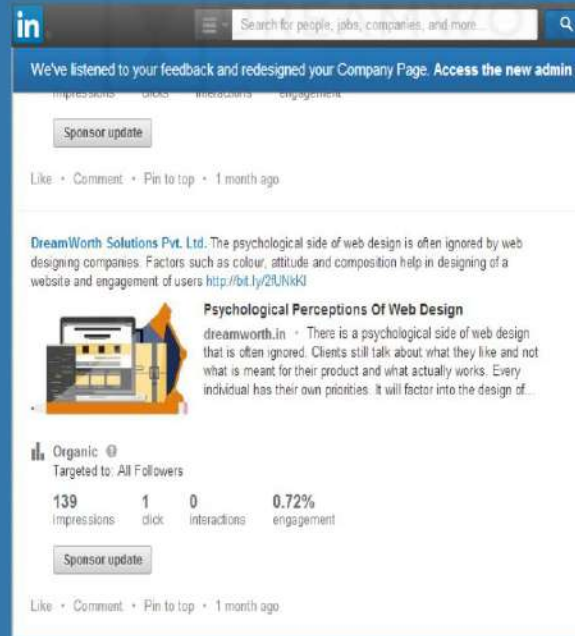 in
Search for people, jobs, companies, and more...
We've listened to your feedback and redesigned your Company Page. Access the new admin
impressions clicks interactions engagement
Sponsor update
Like • Comment • Pin to top • 1 month ago
DreamWorth Solutions Pvt. Ltd. The psychological side of web design is often ignored by web
designing companies. Factors such as colour, attitude and composition help in designing of a
website and engagement of users http://bit.ly/2fUNkKI
Psychological Perceptions Of Web Design
dreamworth.in • There is a psychological side of web design
that is often ignored. Clients still talk about what they like and not
what is meant for their product and what actually works. Every
individual has their own priorities. It will factor into the design of...
Organic
Targeted to: All Followers
139 1 0 0.72%
impressions click interactions engagement
Sponsor update
Like • Comment • Pin to top • 1 month ago